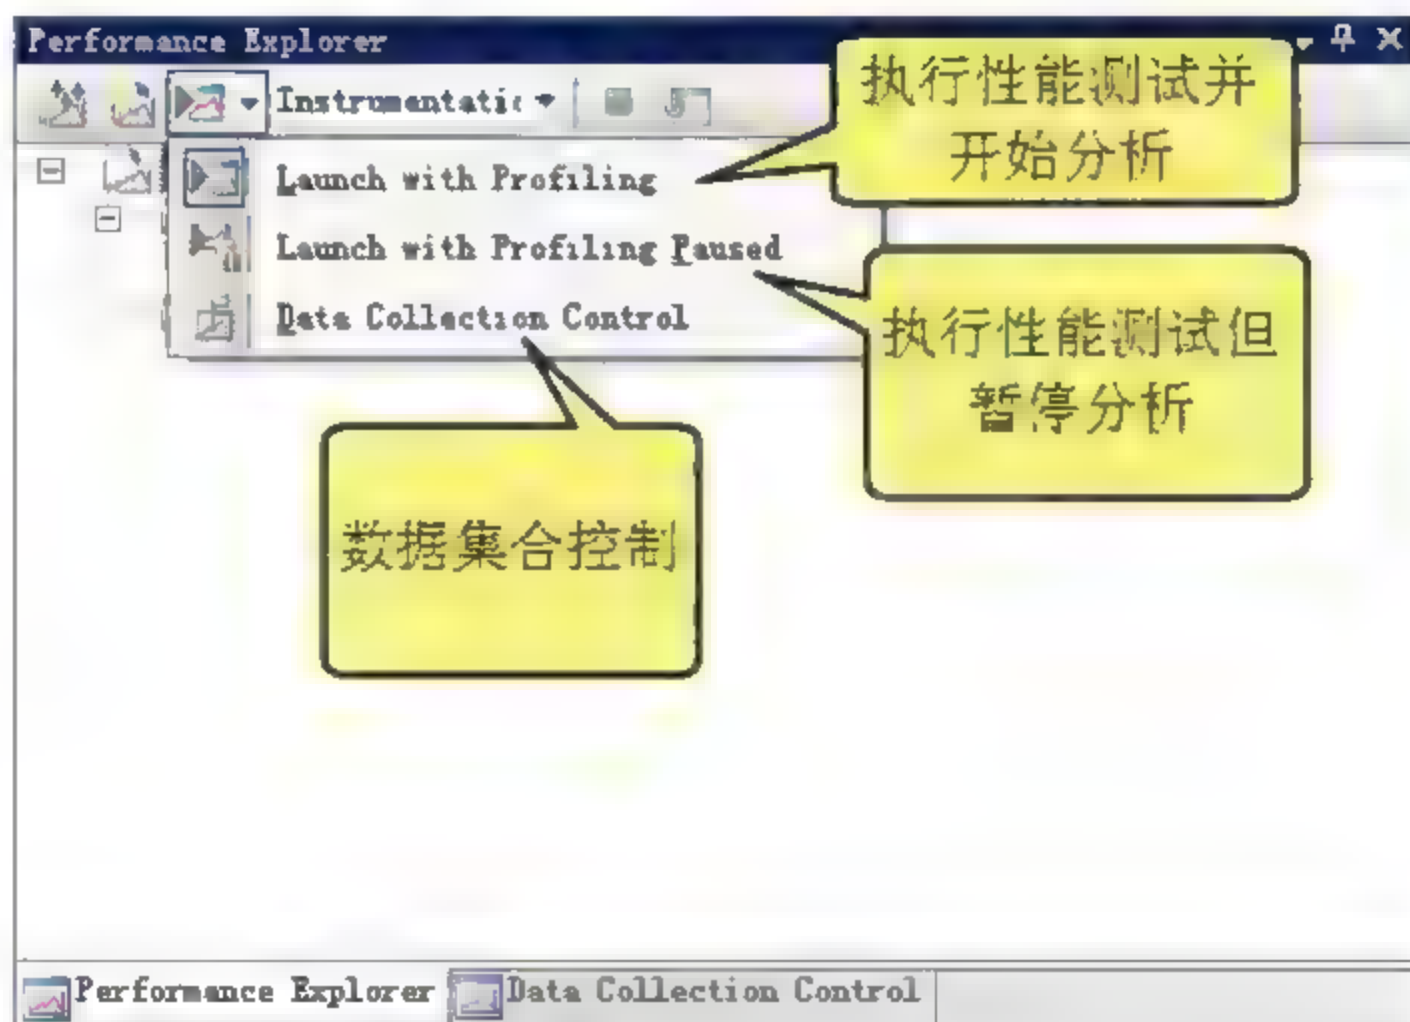 Performance Explorer
Instrumentatic
执行性能测试并
开始分析
Launch with Profiling
Launch with Profiling Paused
执行性能测试但
暂停分析
Data Collection Control
数据集合控制
Performance Explorer
Data Collection Control